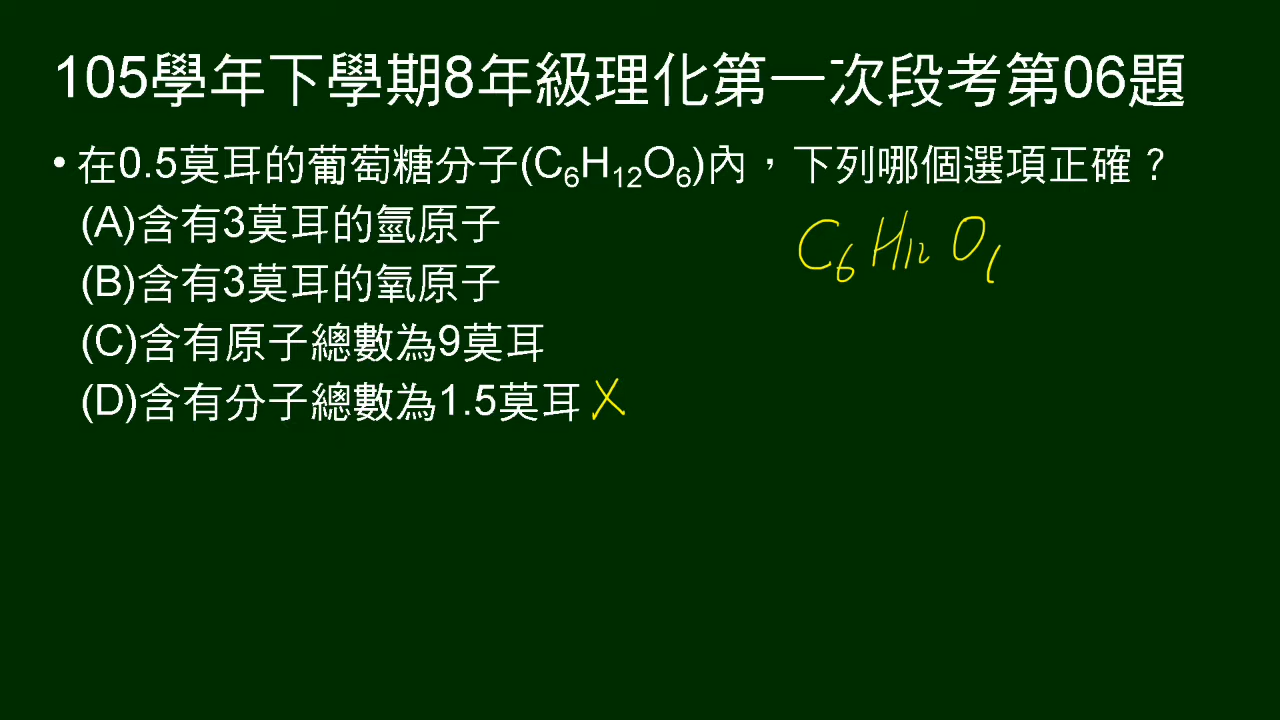 105學年下學期8年級理化第一次段考第06題
• 在0.5莫耳的葡萄糖分子(C₆H₁₂O₆)內，下列哪個選項正確？
(A)含有3莫耳的氫原子
C₆H₁₂O
(B)含有3莫耳的氧原子
(C)含有原子總數為9莫耳
(D)含有分子總數為1.5莫耳 X